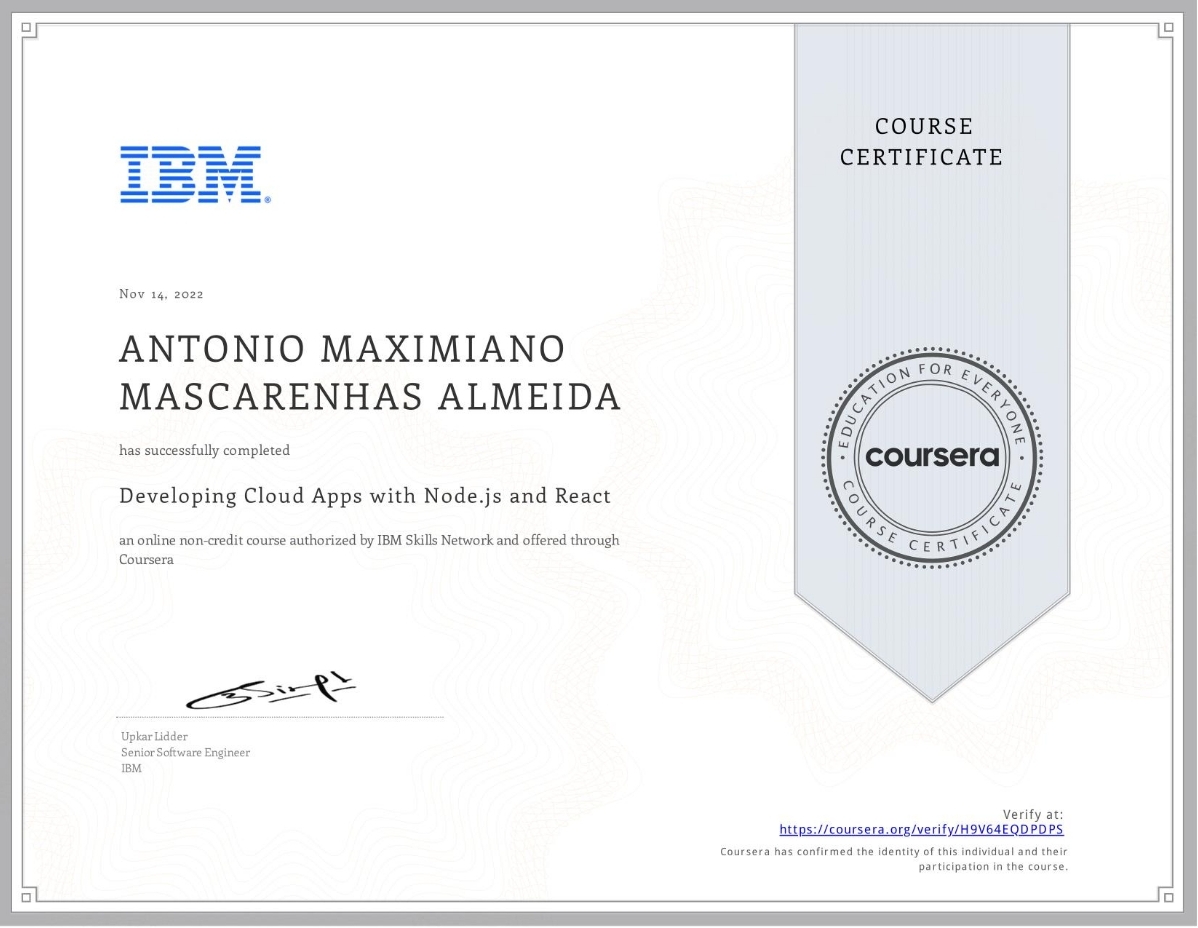 COURSE
CERTIFICATE
IBM®
Nov 14, 2022
ANTONIO MAXIMIANO
MASCARENHAS ALMEIDA
has successfully completed
Developing Cloud Apps with Node.js and React
an online non-credit course authorized by IBM Skills Network and offered through
Coursera
EDUCATION FOR EVERYONE
coursera
COURSE CERTIFICATE
Upkar Lidder
Senior Software Engineer
IBM
Verify at:
https://coursera.org/verify/H9V64EQDPDPS
Coursera has confirmed the identity of this individual and their
participation in the course.